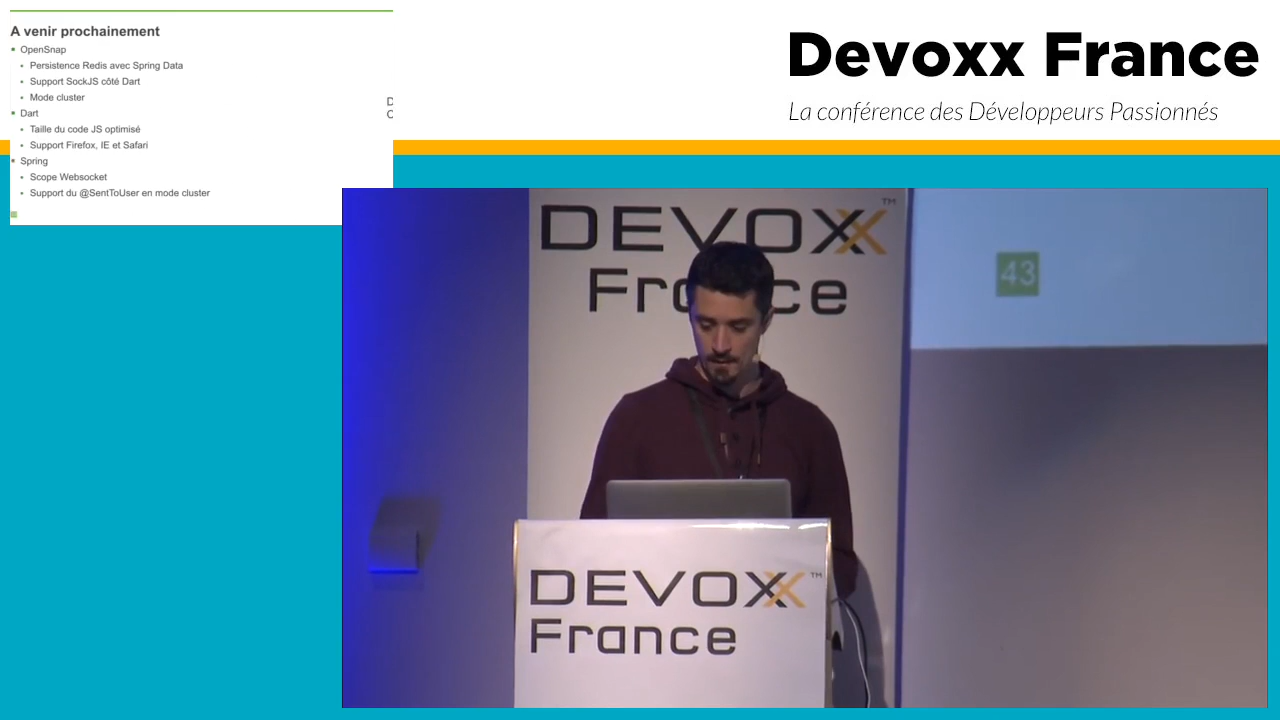 A venir prochainement
OpenSnap
Persistence Redis avec Spring Data
Support SockJS côté Dart
Mode cluster
Dart
Taille du code JS optimisé
Support Firefox, IE et Safari
Spring
Scope Websocket
Support du @SentToUser en mode cluster
Devoxx France
La conférence des Développeurs Passionnés
DEVOXX™
France
43
DEVOXX™
France